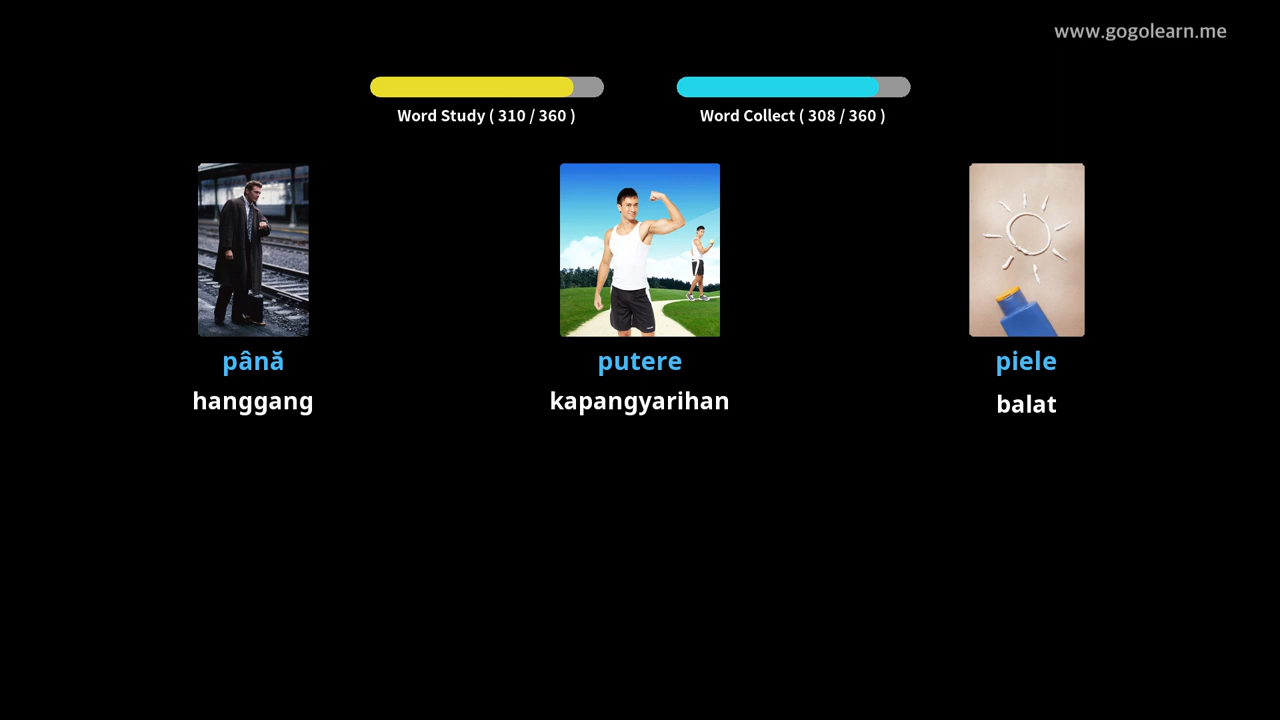 www.gogolearn.me
Word Study ( 310 / 360 )
Word Collect ( 308 / 360 )
până
putere
piele
hanggang
kapangyarihan
balat